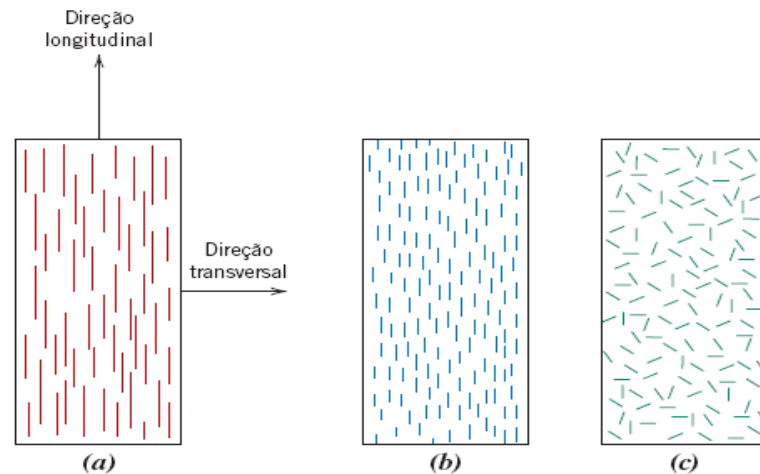 Direção
longitudinal
Direção
transversal
(a)
(b)
(c)